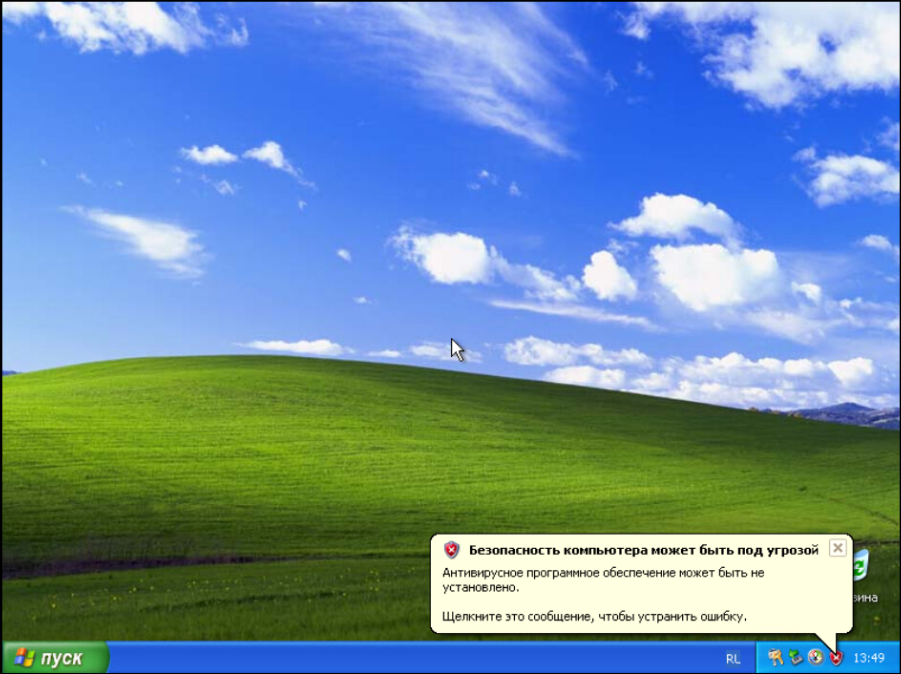 Безопасность компьютера может быть под угрозой
Антивирусное программное обеспечение может быть не
установлено.
Щелкните это сообщение, чтобы устранить ошибку.
зина
пуск
RL
13:49